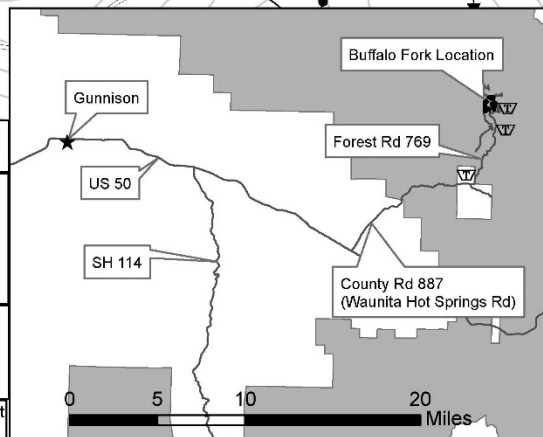 Buffalo Fork Location
Gunnison
T
T
Forest Rd 769
T
US 50
SH 114
County Rd 887
(Waunita Hot Springs Rd)
0 5 10 20
Miles
t